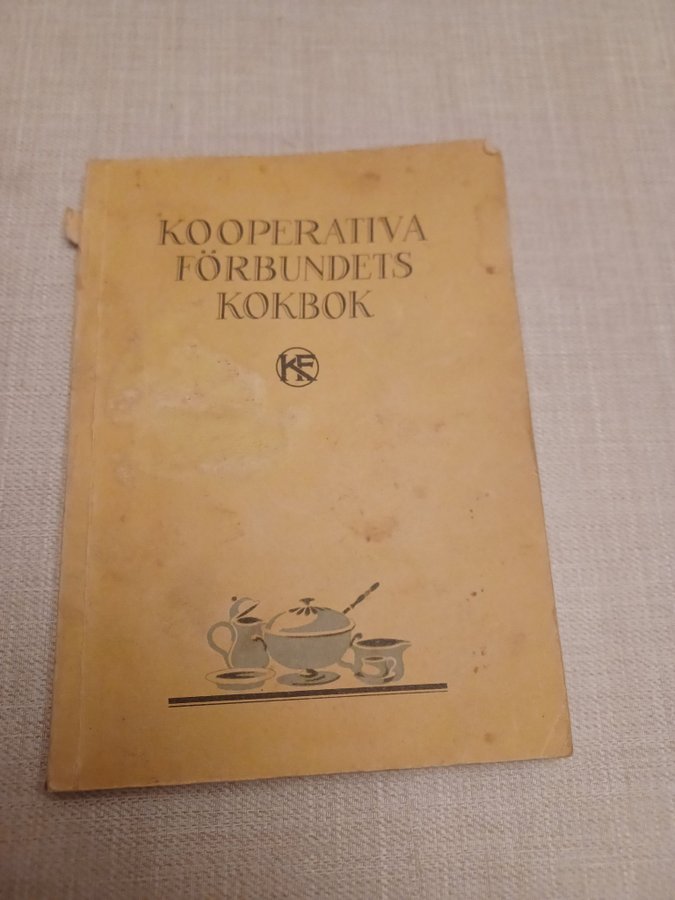 KOOPERATIVA
FÖRBUNDETS
KOKBOK
KF